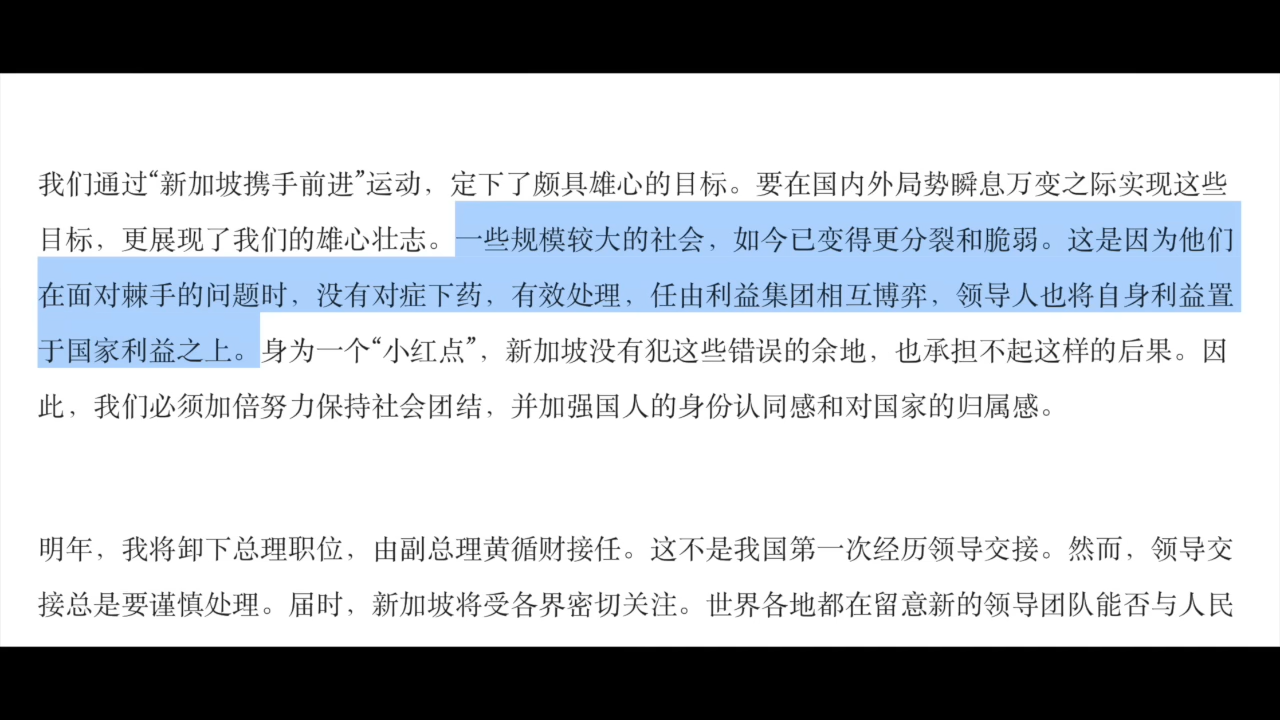 我们通过“新加坡携手前进”运动，定下了颇具雄心的目标。要在国内外局势瞬息万变之际实现这些
目标，更展现了我们的雄心壮志。一些规模较大的社会，如今已变得更分裂和脆弱。这是因为他们
在面对棘手的问题时，没有对症下药，有效处理，任由利益集团相互博弈，领导人也将自身利益置
于国家利益之上。身为一个“小红点”，新加坡没有犯这些错误的余地，也承担不起这样的后果。因
此，我们必须加倍努力保持社会团结，并加强国人的身份认同感和对国家的归属感。
明年，我将卸下总理职位，由副总理黄循财接任。这不是我国第一次经历领导交接。然而，领导交
接总是要谨慎处理。届时，新加坡将受各界密切关注。世界各地都在留意新的领导团队能否与人民